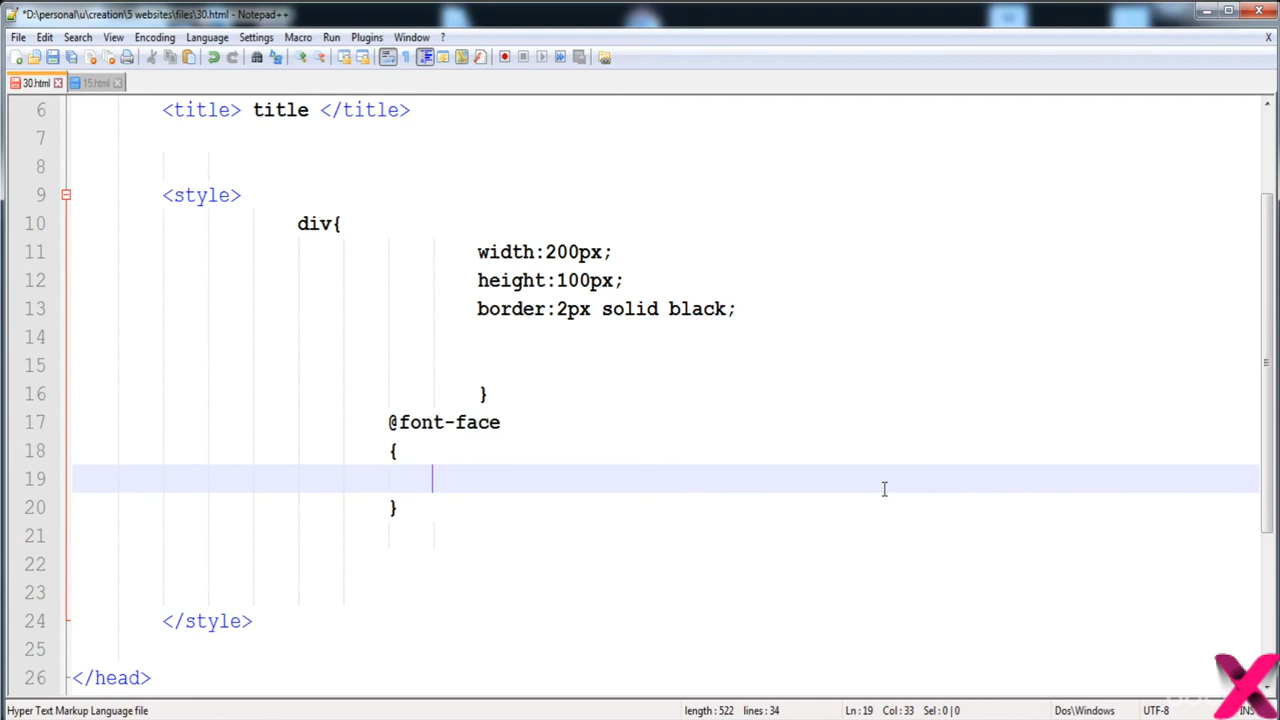 *D:\personal\u\creation\5 websites\files\30.html - Notepad++
File Edit Search View Encoding Language Settings Macro Run Plugins Window ? X
30.html 15.html
6 <title> title </title>
7
8
9 <style>
10 div{
11 width:200px;
12 height:100px;
13 border:2px solid black;
14
15
16 }
17 @font-face
18 {
19
20 }
21
22
23
24 </style>
25
26 </head>
Hyper Text Markup Language file length:522 lines:34 Ln:19 Col:33 Sel:0|0 Dos\Windows UTF-8 INS